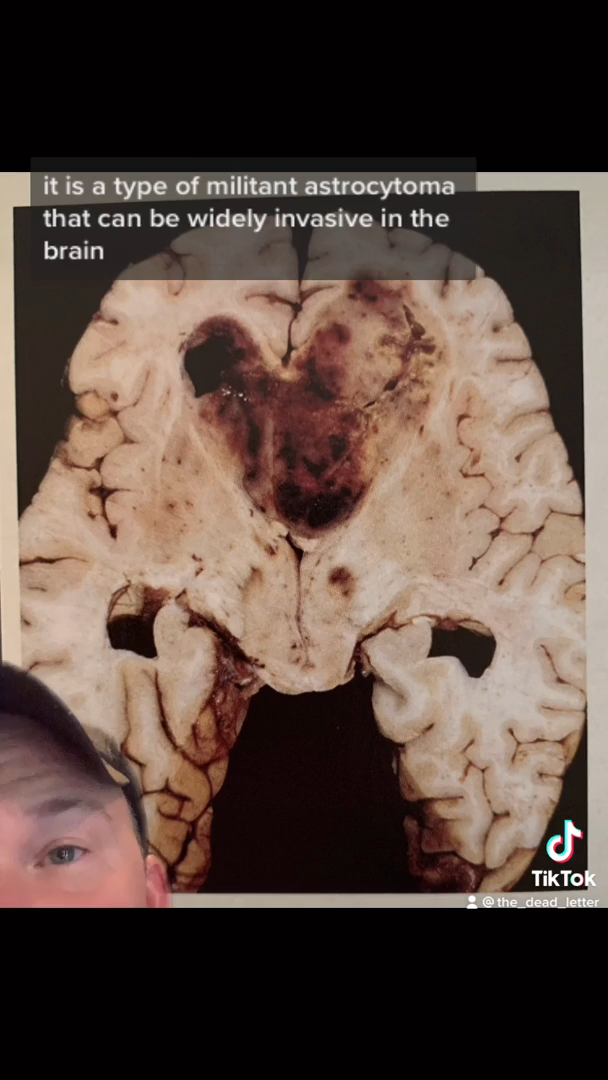 it is a type of militant astrocytoma
that can be widely invasive in the
brain
TikTok
@the_dead_letter